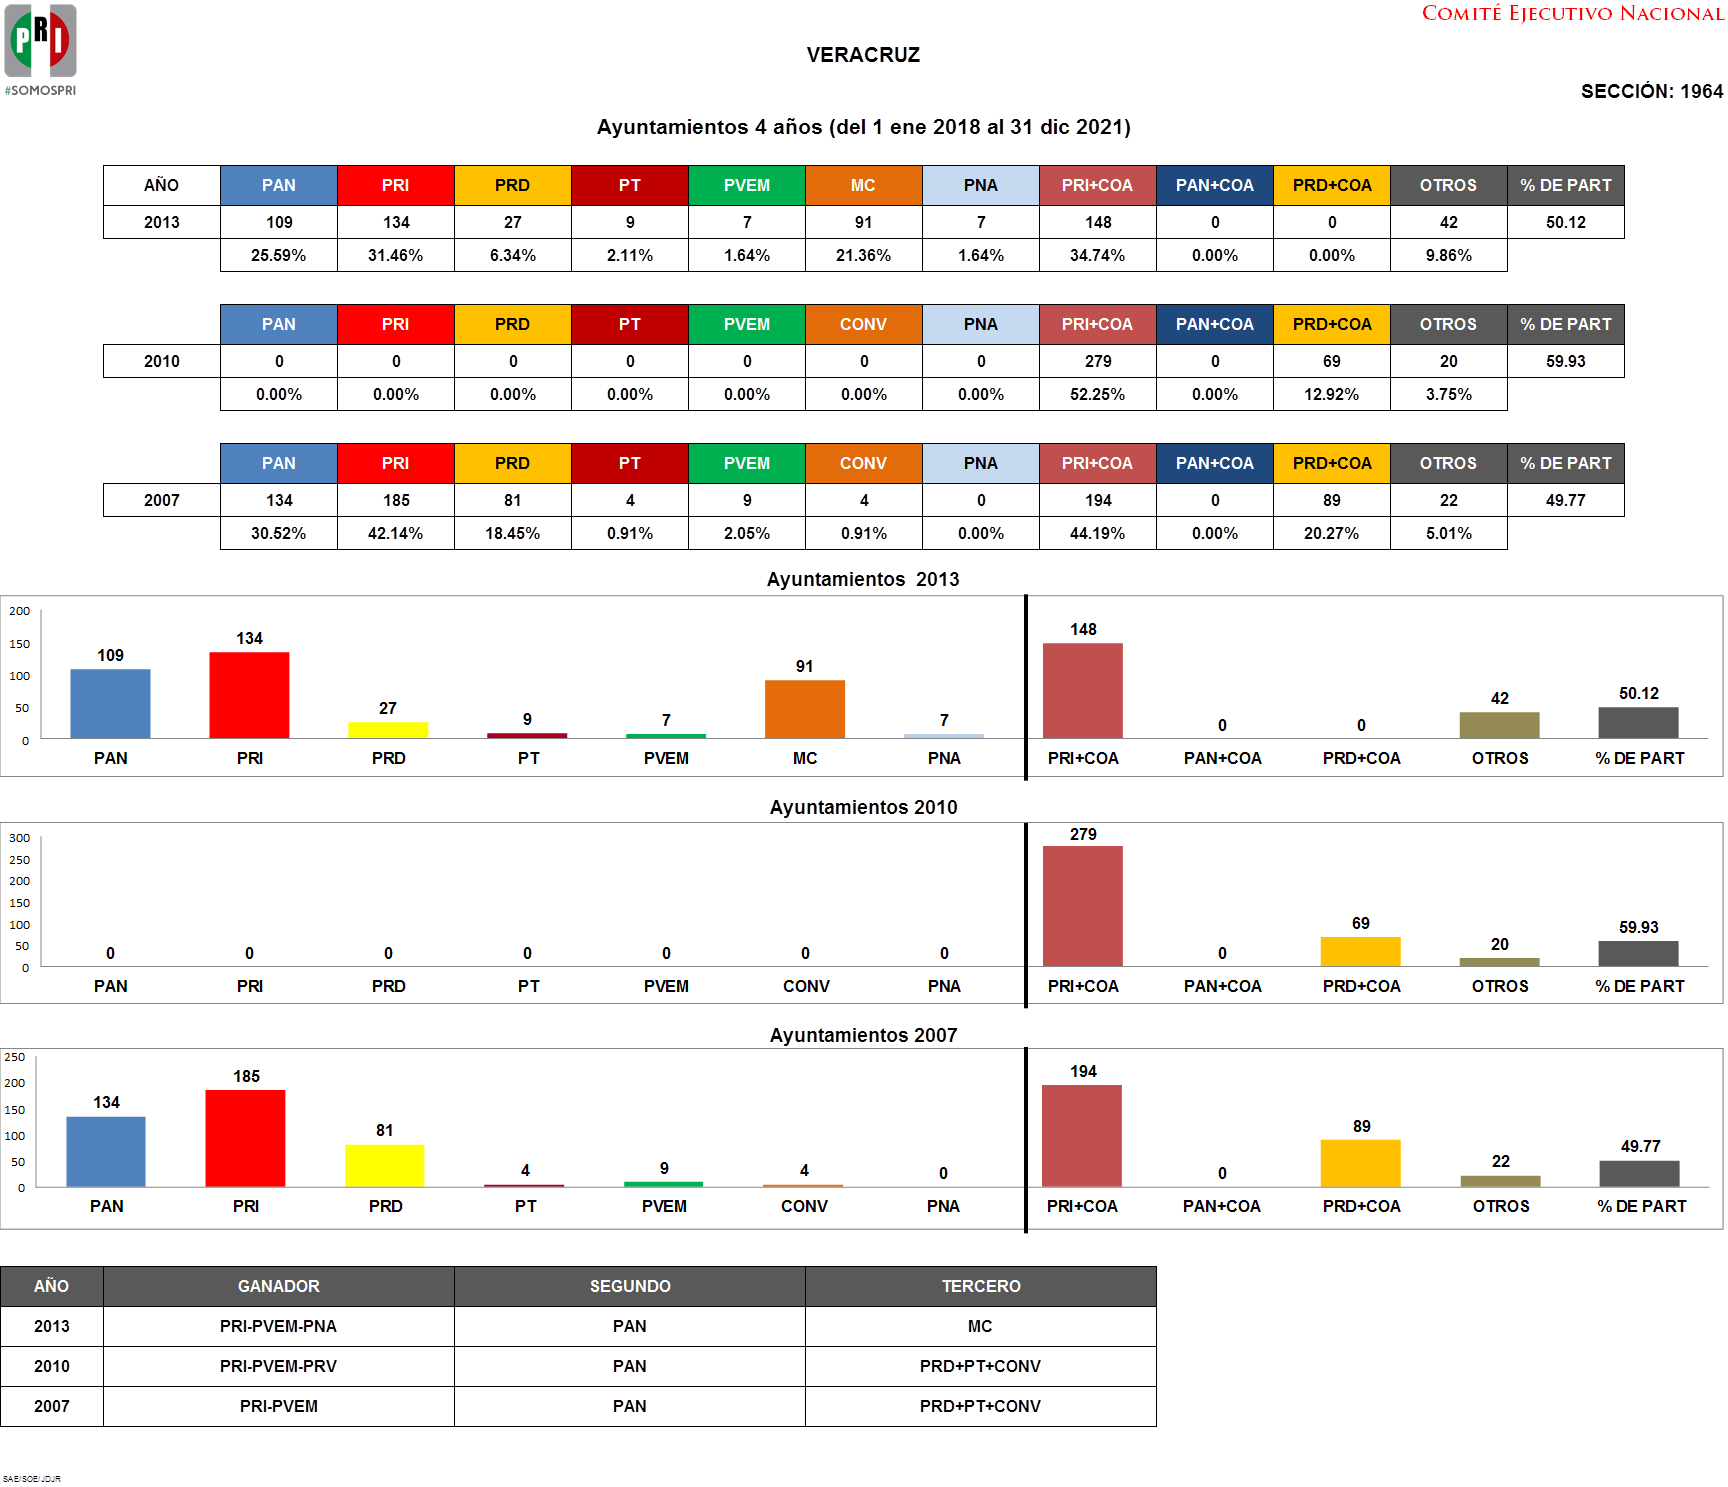 COMITÉ EJECUTIVO NACIONAL
PRI
#SOMOSPRI
VERACRUZ
SECCIÓN: 1964
Ayuntamientos 4 años (del 1 ene 2018 al 31 dic 2021)
AÑO PAN PRI PRD PT PVEM MC PNA PRI+COA PAN+COA PRD+COA OTROS % DE PART
2013 109 134 27 9 7 91 7 148 0 0 42 50.12
25.59% 31.46% 6.34% 2.11% 1.64% 21.36% 1.64% 34.74% 0.00% 0.00% 9.86%
PAN PRI PRD PT PVEM CONV PNA PRI+COA PAN+COA PRD+COA OTROS % DE PART
2010 0 0 0 0 0 0 0 279 0 69 20 59.93
0.00% 0.00% 0.00% 0.00% 0.00% 0.00% 0.00% 52.25% 0.00% 12.92% 3.75%
PAN PRI PRD PT PVEM CONV PNA PRI+COA PAN+COA PRD+COA OTROS % DE PART
2007 134 185 81 4 9 4 0 194 0 89 22 49.77
30.52% 42.14% 18.45% 0.91% 2.05% 0.91% 0.00% 44.19% 0.00% 20.27% 5.01%
Ayuntamientos 2013
200
150
100
50
0
109 134 27 9 7 91 7 148 0 0 42 50.12
PAN PRI PRD PT PVEM MC PNA PRI+COA PAN+COA PRD+COA OTROS % DE PART
Ayuntamientos 2010
300
250
200
150
100
50
0
0 0 0 0 0 0 0 279 0 69 20 59.93
PAN PRI PRD PT PVEM CONV PNA PRI+COA PAN+COA PRD+COA OTROS % DE PART
Ayuntamientos 2007
250
200
150
100
50
0
134 185 81 4 9 4 0 194 0 89 22 49.77
PAN PRI PRD PT PVEM CONV PNA PRI+COA PAN+COA PRD+COA OTROS % DE PART
AÑO GANADOR SEGUNDO TERCERO
2013 PRI-PVEM-PNA PAN MC
2010 PRI-PVEM-PRV PAN PRD+PT+CONV
2007 PRI-PVEM PAN PRD+PT+CONV
SAE/SOE/JDJR